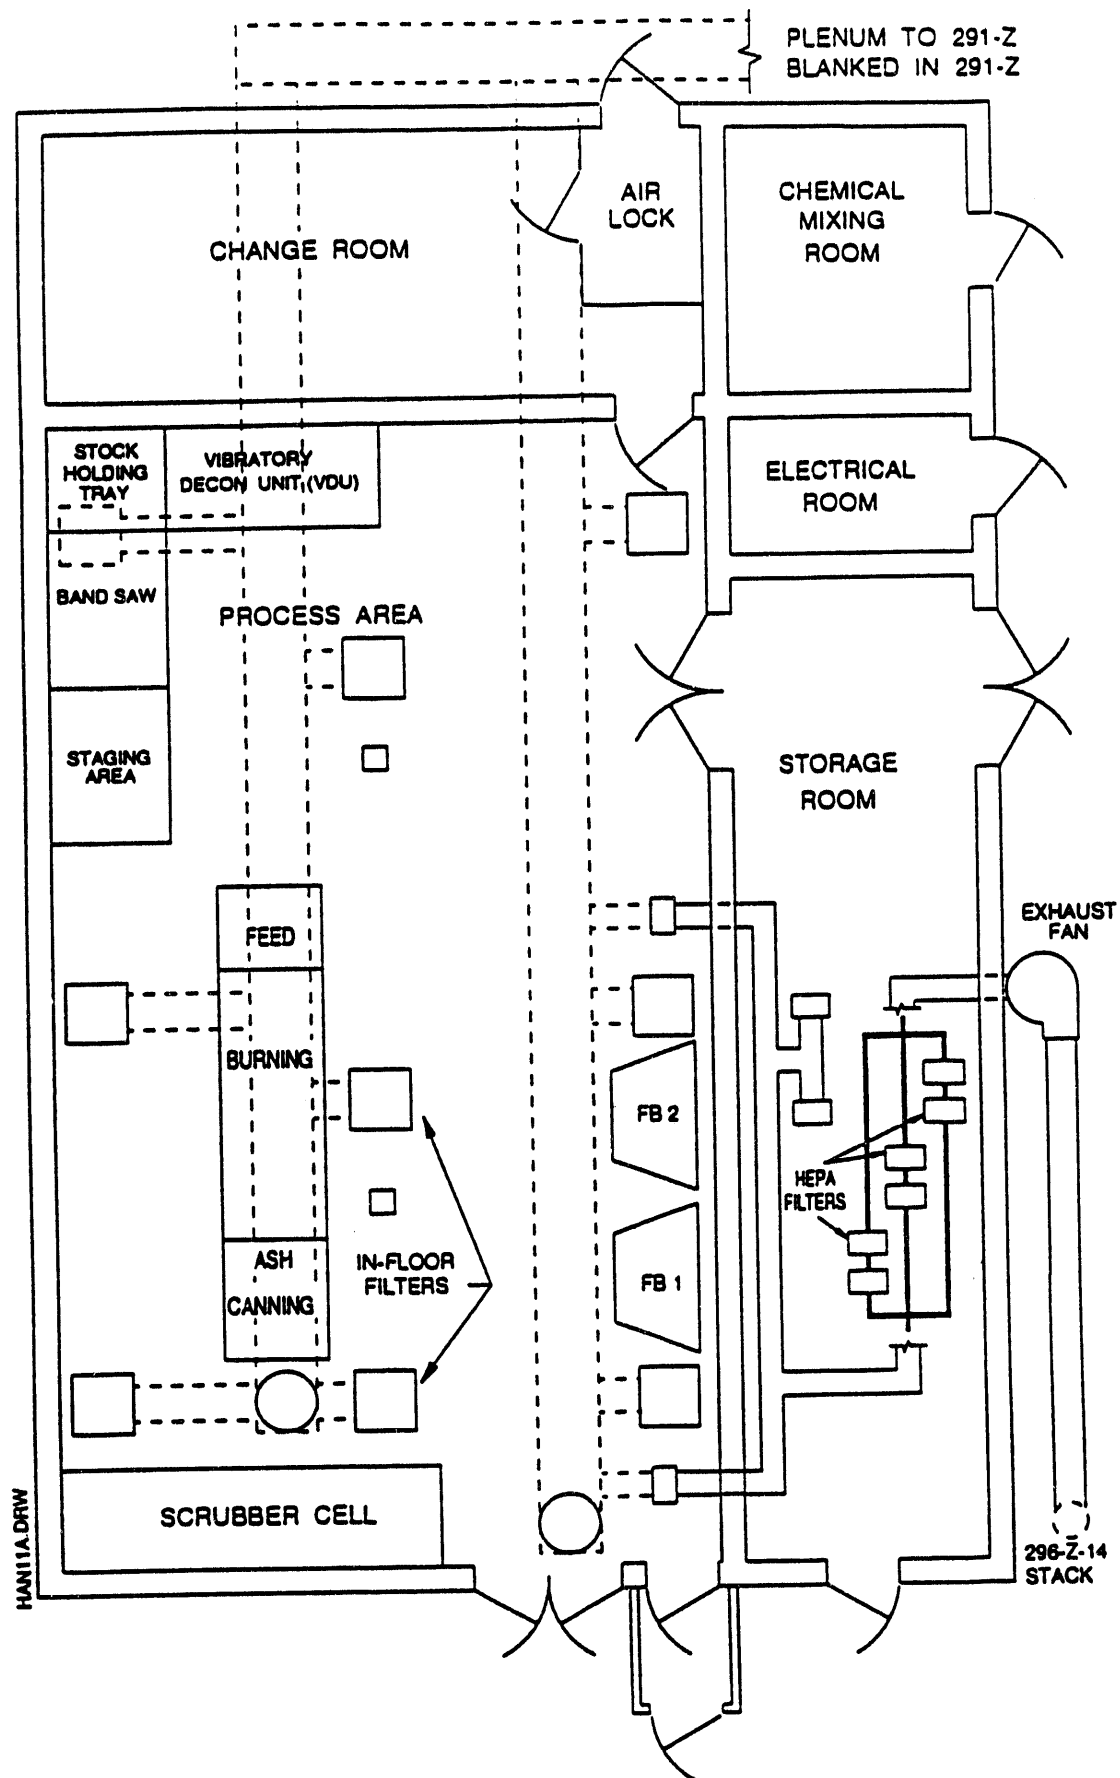 PLENUM TO 291-Z
BLANKED IN 291-Z
AIR
LOCK
CHEMICAL
MIXING
ROOM
CHANGE ROOM
STOCK
HOLDING
TRAY
VIBRATORY
DECON UNIT (VDU)
ELECTRICAL
ROOM
BAND SAW
PROCESS AREA
STAGING
AREA
STORAGE
ROOM
FEED
EXHAUST
FAN
BURNING
FB 2
HEPA
FILTERS
ASH
CANNING
IN-FLOOR
FILTERS
FB 1
SCRUBBER CELL
296-Z-14
STACK
HAN11A.DRW